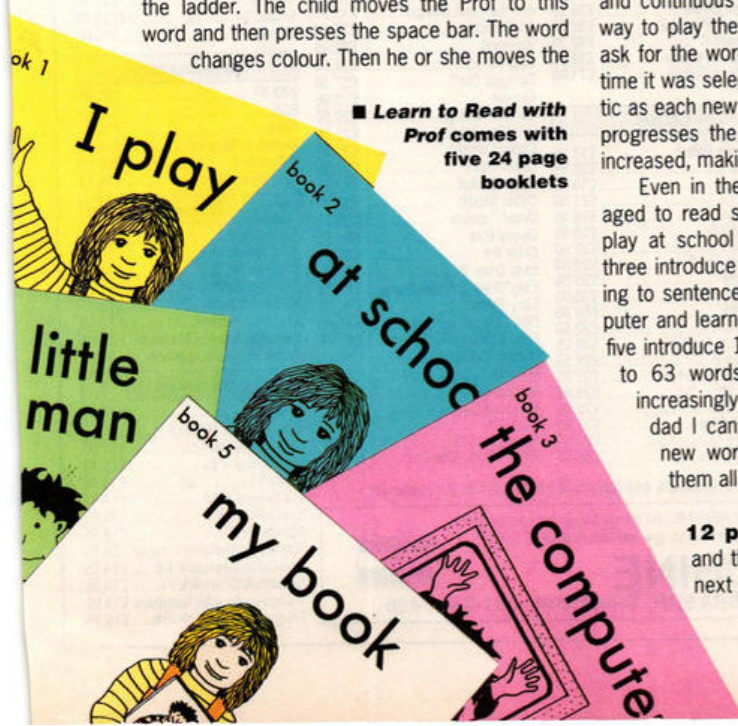 the ladder. The child moves the Prof to this
word and then presses the space bar. The word
changes colour. Then he or she moves the
■ Learn to Read with
Prof comes with
five 24 page
booklets
and continuous
way to play the
ask for the wor
time it was sele
tic as each new
progresses the
increased, maki
Even in the
aged to read s
play at school
three introduce
ing to sentence
puter and learn
five introduce 1
to 63 words
increasingly
dad I can
new wor
them all
12 p
and th
next
ok 1
I play
book 2
at schoo
little
man
book 3
the compute
book 5
my book